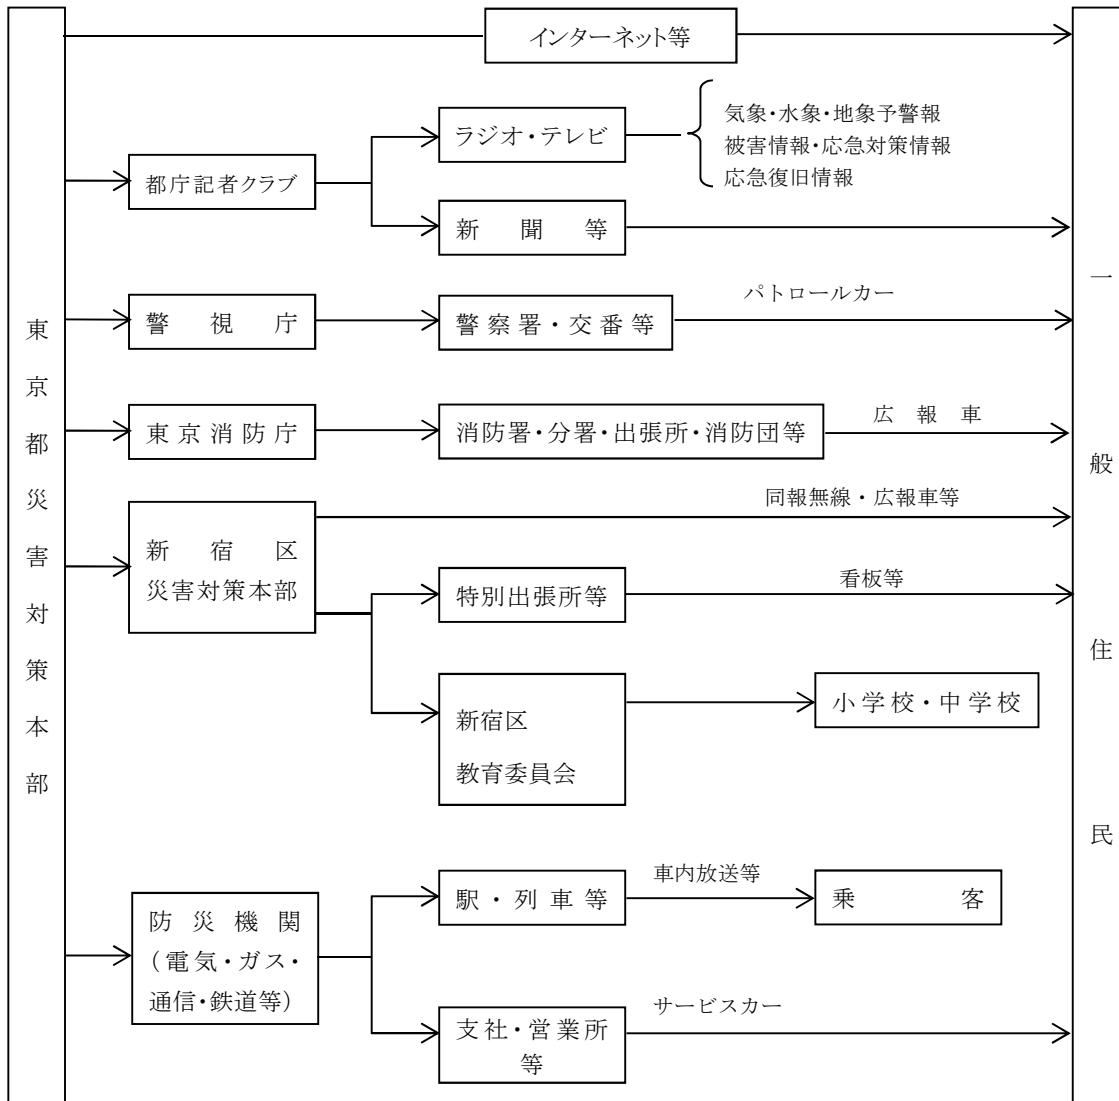 東京都災害対策本部
インターネット等
都庁記者クラブ
ラジオ・テレビ
気象・水象・地象予警報
被害情報・応急対策情報
応急復旧情報
新聞等
警視庁
警察署・交番等
パトロールカー
東京消防庁
消防署・分署・出張所・消防団等
広報車
新宿区
災害対策本部
同報無線・広報車等
特別出張所等
看板等
新宿区
教育委員会
小学校・中学校
防災機関
（電気・ガス・
通信・鉄道等）
駅・列車等
車内放送等
乗客
支社・営業所
等
サービスカー
一般住民